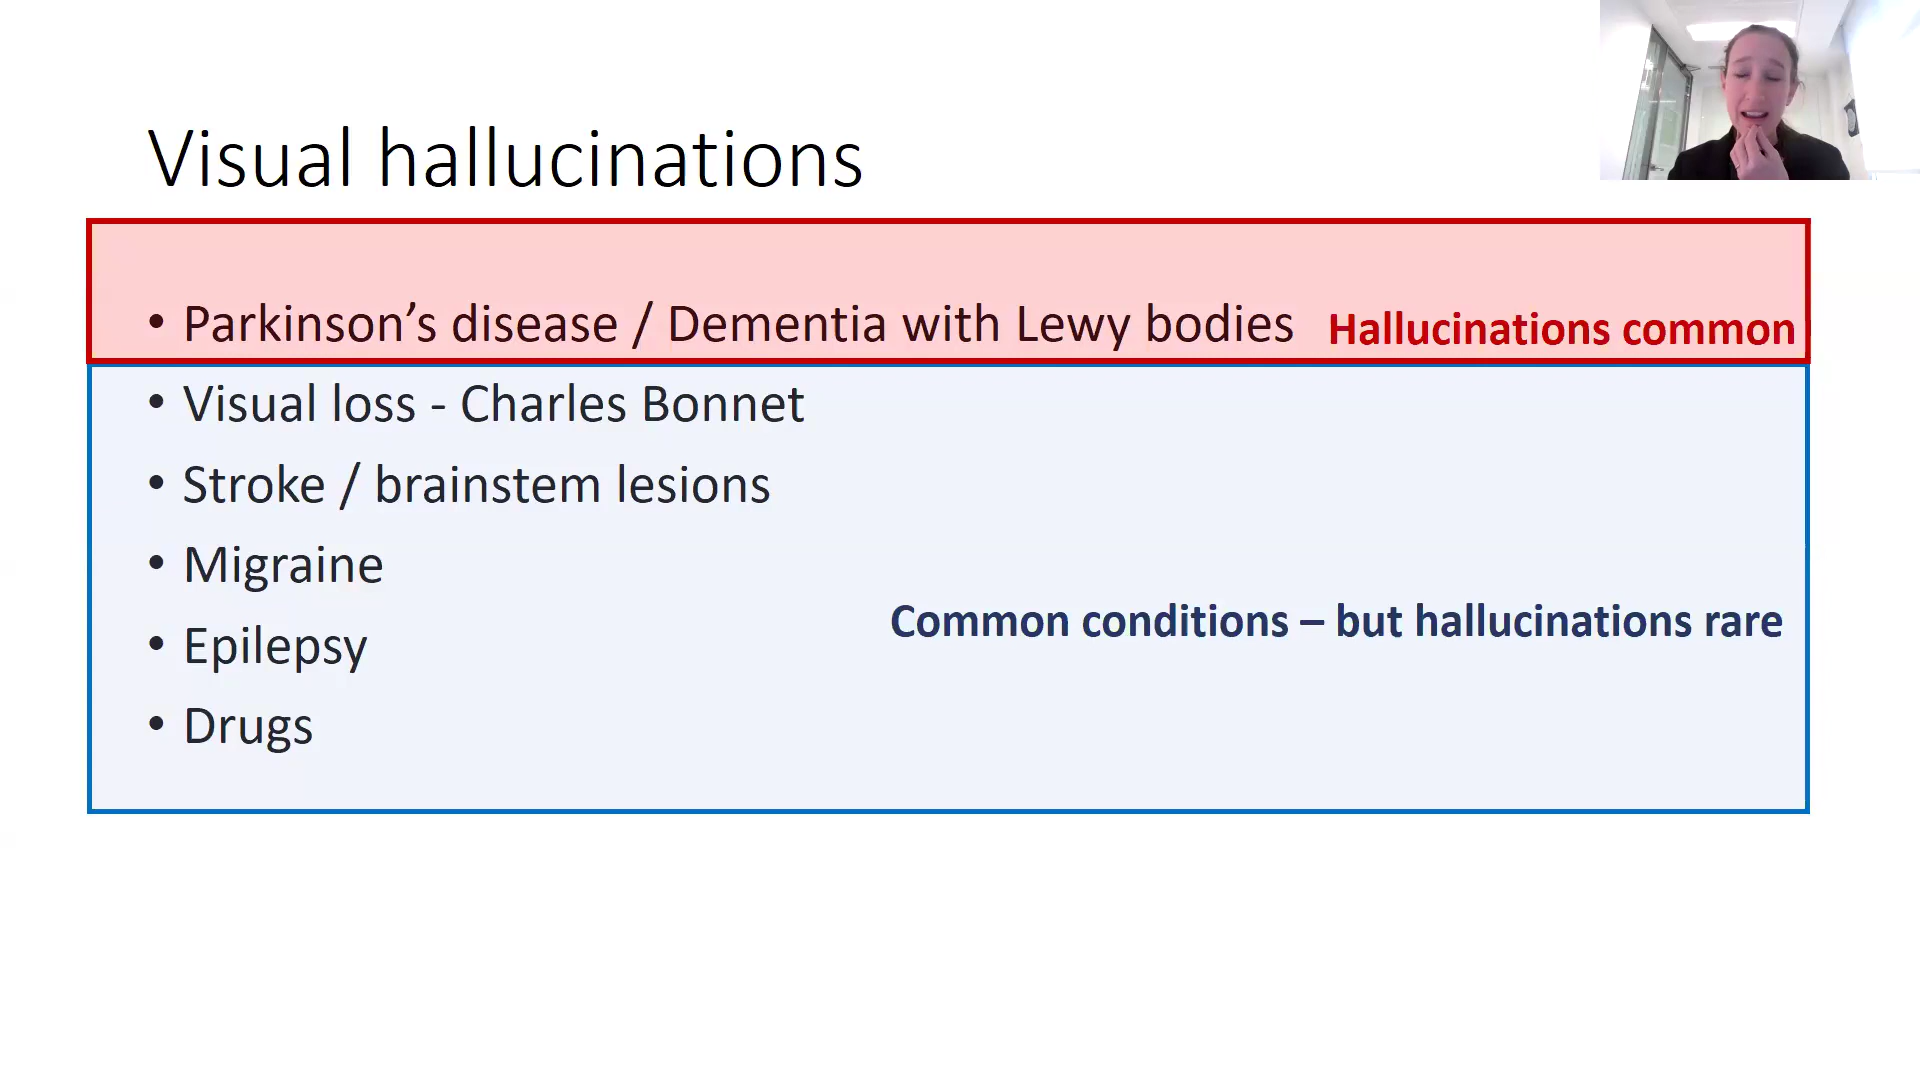 Visual hallucinations
• Parkinson’s disease / Dementia with Lewy bodies Hallucinations common
• Visual loss - Charles Bonnet
• Stroke / brainstem lesions
• Migraine
Common conditions – but hallucinations rare
• Epilepsy
• Drugs